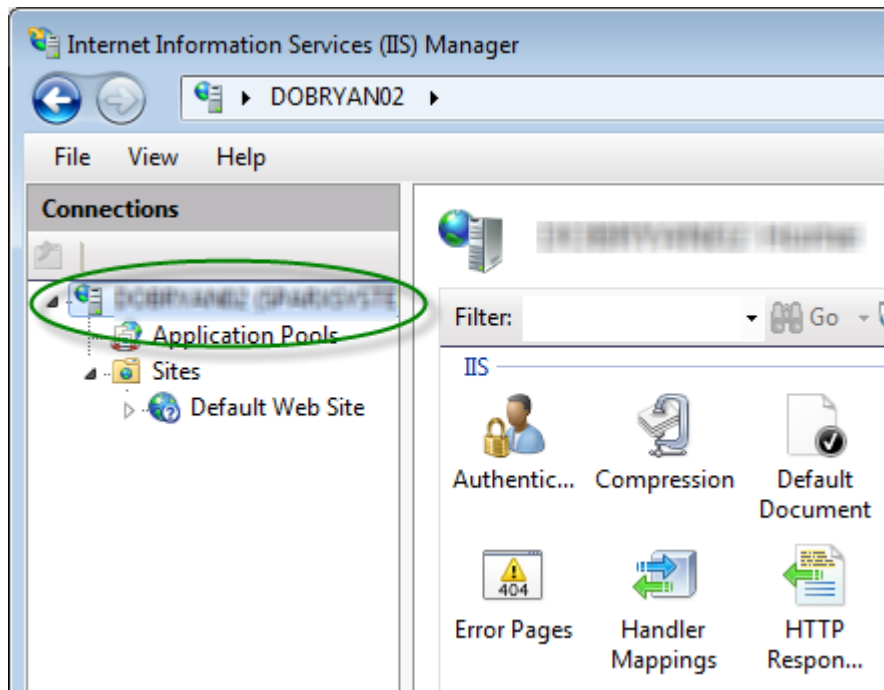 Internet Information Services (IIS) Manager
DOBRYAN02
File View Help
Connections
Filter:
Go
Application Pools
Sites
Default Web Site
IIS
Authentic... Compression Default Document
Error Pages Handler Mappings HTTP Respon...
404